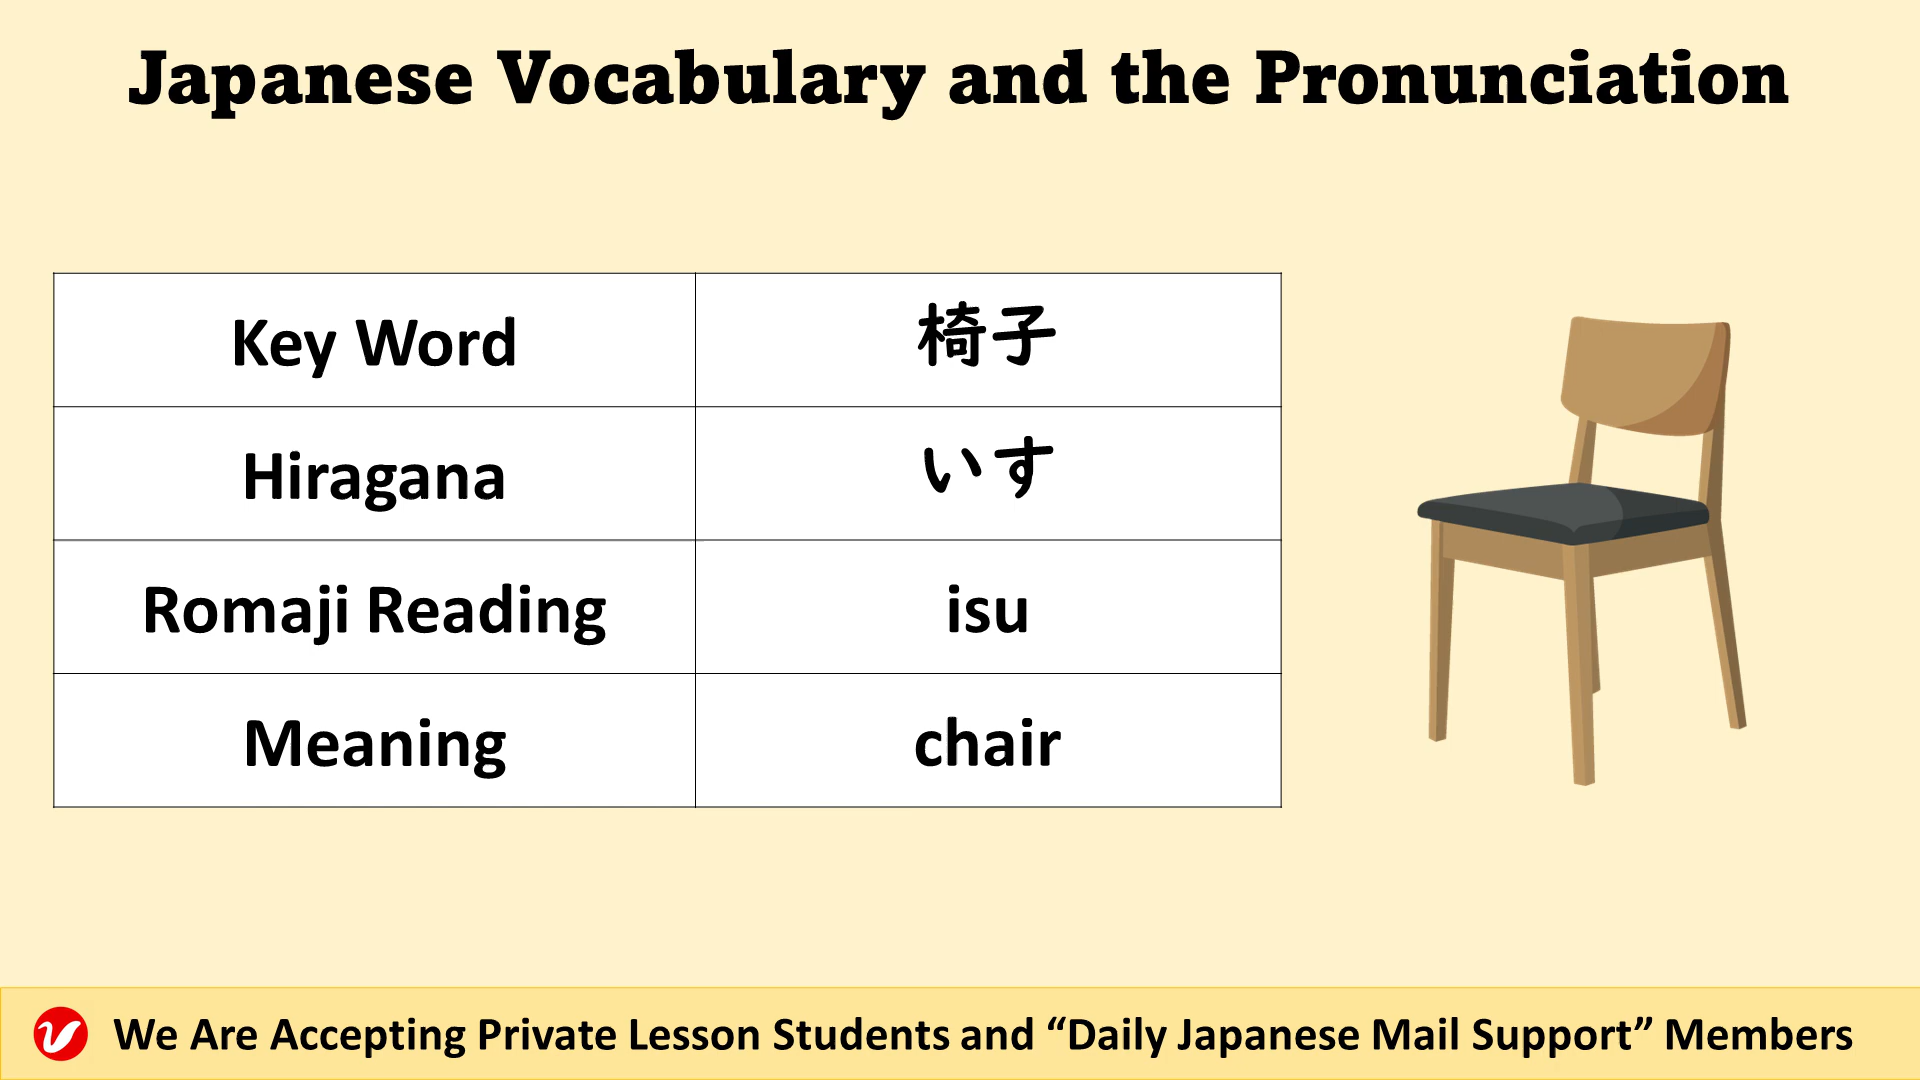 Japanese Vocabulary and the Pronunciation
Key Word 椅子
Hiragana いす
Romaji Reading isu
Meaning chair
We Are Accepting Private Lesson Students and “Daily Japanese Mail Support” Members